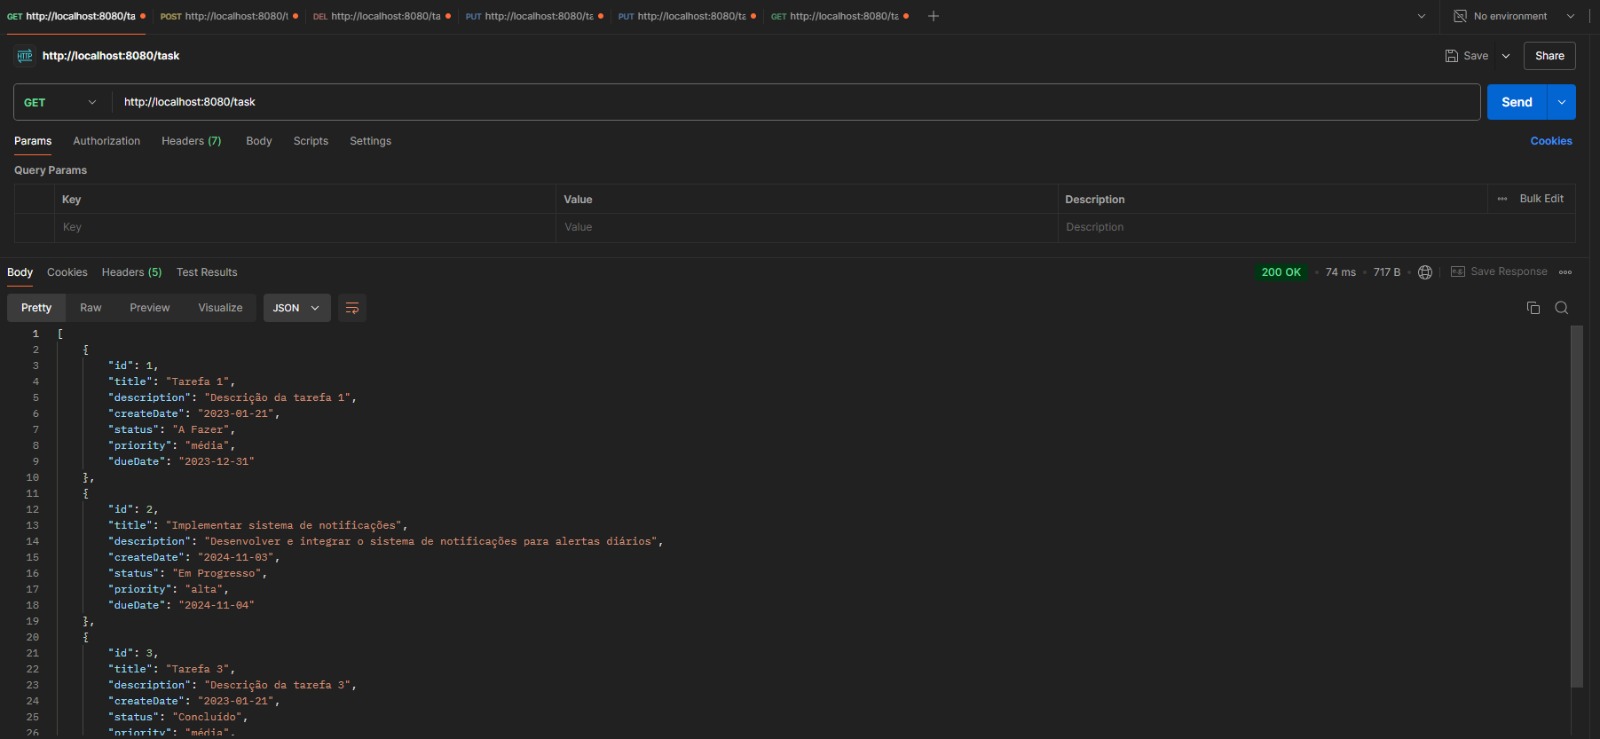 GET http://localhost:8080/ta POST http://localhost:8080/t DEL http://localhost:8080/ta PUT http://localhost:8080/ta PUT http://localhost:8080/ta GET http://localhost:8080/ta + No environment
HTTP http://localhost:8080/task Save Share
GET http://localhost:8080/task Send
Params Authorization Headers (7) Body Scripts Settings Cookies
Query Params
Key Value Description Bulk Edit
Key Value Description
Body Cookies Headers (5) Test Results 200 OK • 74 ms • 717 B • Save Response
Pretty Raw Preview Visualize JSON
1 [
2 {
3 "id": 1,
4 "title": "Tarefa 1",
5 "description": "Descrição da tarefa 1",
6 "createDate": "2023-01-21",
7 "status": "A Fazer",
8 "priority": "média",
9 "dueDate": "2023-12-31"
10 },
11 {
12 "id": 2,
13 "title": "Implementar sistema de notificações",
14 "description": "Desenvolver e integrar o sistema de notificações para alertas diários",
15 "createDate": "2024-11-03",
16 "status": "Em Progresso",
17 "priority": "alta",
18 "dueDate": "2024-11-04"
19 },
20 {
21 "id": 3,
22 "title": "Tarefa 3",
23 "description": "Descrição da tarefa 3",
24 "createDate": "2023-01-21",
25 "status": "Concluído",
26 "priority": "média",